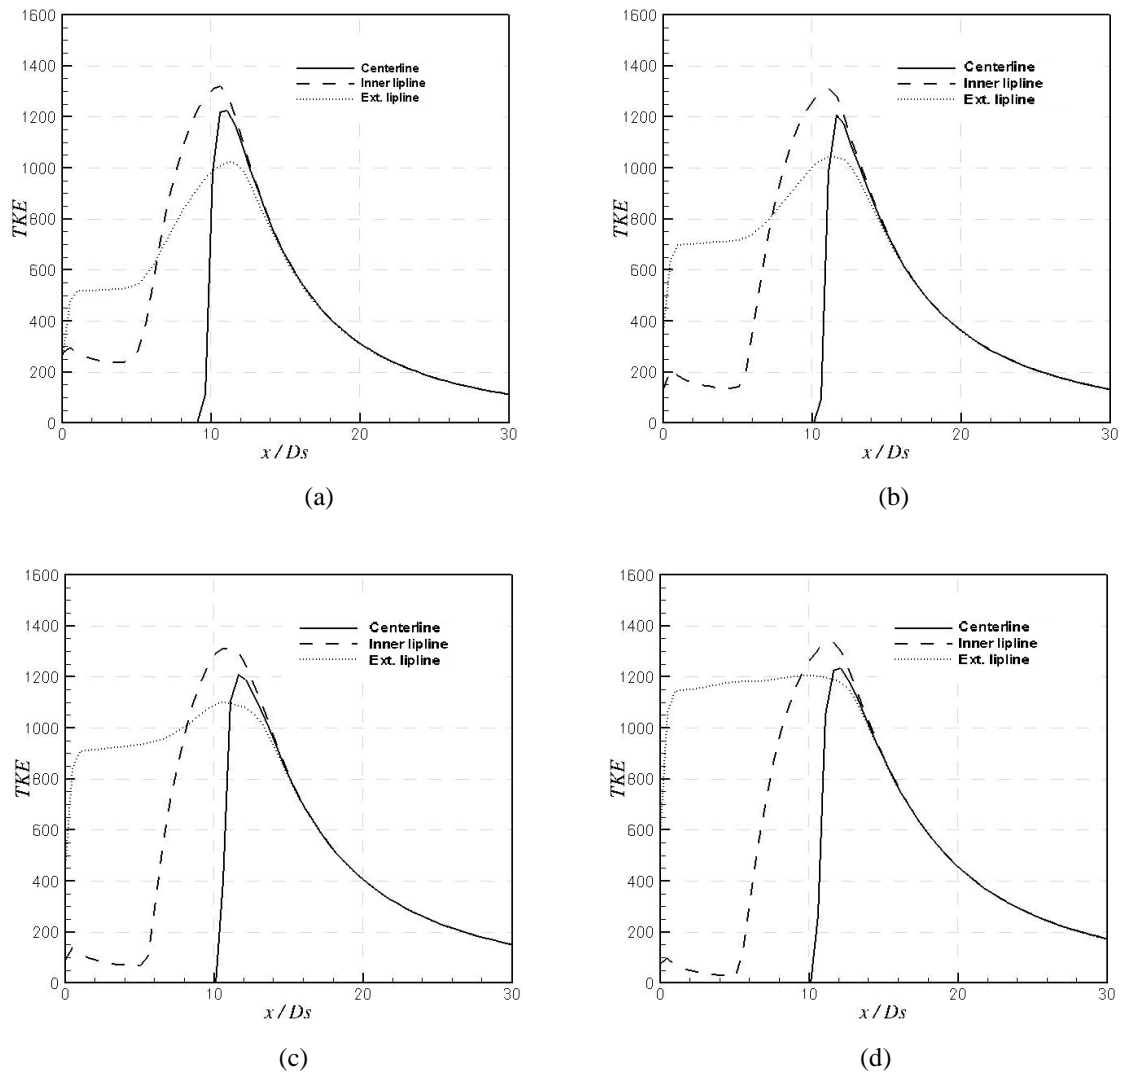 1600
1400
1200
1000
800
600
400
200
0
TKE
Centerline
Inner lipline
Ext. lipline
0 10 20 30
x / Ds
(a)
1600
1400
1200
1000
800
600
400
200
0
TKE
Centerline
Inner lipline
Ext. lipline
0 10 20 30
x / Ds
(b)
1600
1400
1200
1000
800
600
400
200
0
TKE
Centerline
Inner lipline
Ext. lipline
0 10 20 30
x / Ds
(c)
1600
1400
1200
1000
800
600
400
200
0
TKE
Centerline
Inner lipline
Ext. lipline
0 10 20 30
x / Ds
(d)